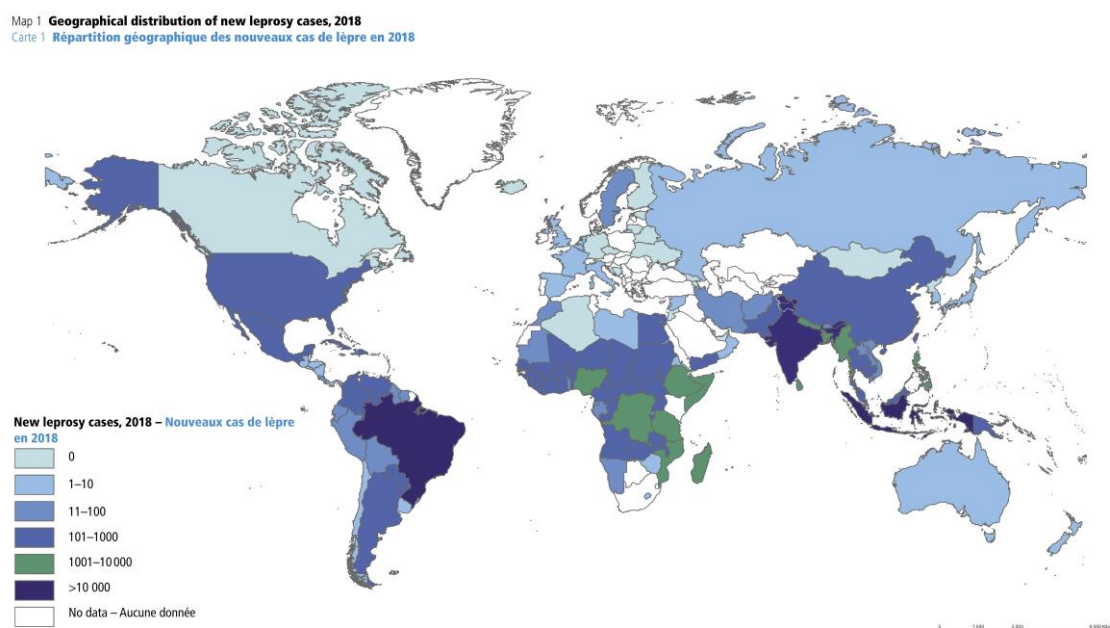 Map 1 Geographical distribution of new leprosy cases, 2018
Carte 1 Répartition géographique des nouveaux cas de lèpre en 2018
New leprosy cases, 2018 – Nouveaux cas de lèpre
en 2018
0
1–10
11–100
101–1000
1001–10 000
>10 000
No data – Aucune donnée